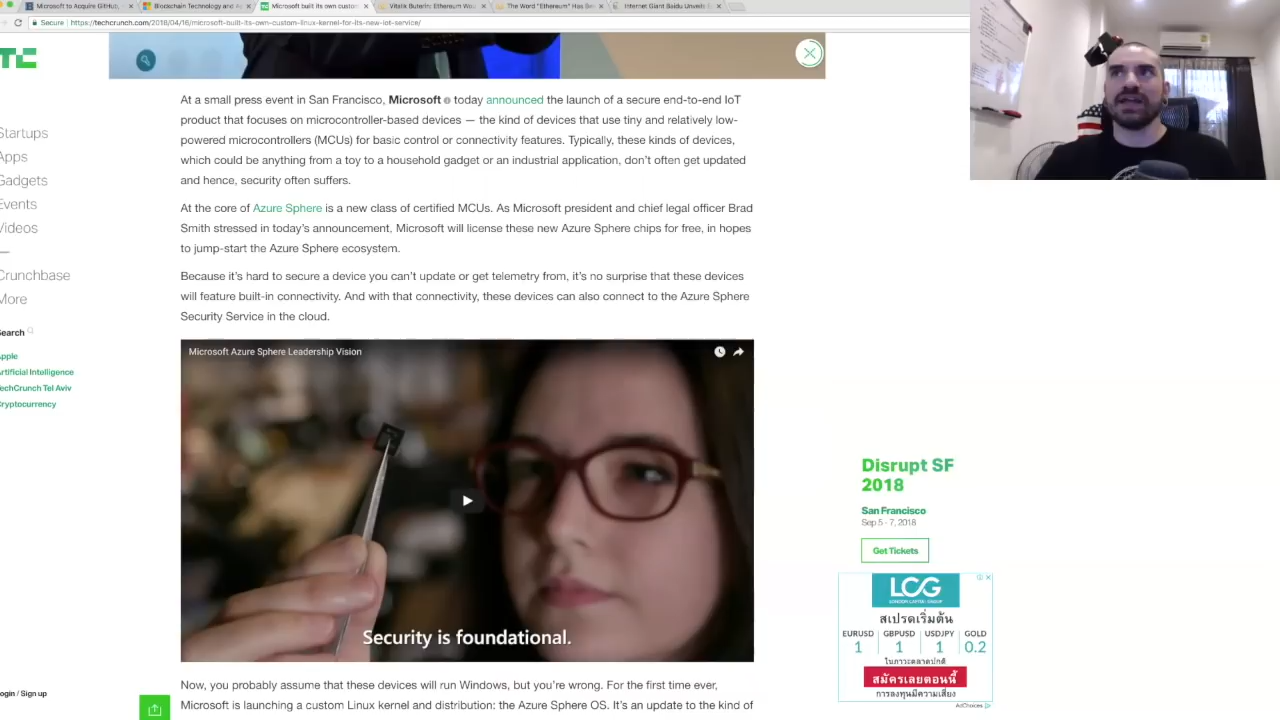 Microsoft to Acquire GitHub,
Blockchain Technology and A
Microsoft built its own custom
Vitalik Buterin: Ethereum Wou
The Word "Ethereum" Has Be
Internet Giant Baidu Unveils E
Secure https://techcrunch.com/2018/04/16/microsoft-built-its-own-custom-linux-kernel-for-its-new-iot-service/
TC
Startups
Apps
Gadgets
Events
Videos
Crunchbase
More
Search
Apple
Artificial Intelligence
TechCrunch Tel Aviv
Cryptocurrency
Login / Sign up
At a small press event in San Francisco, Microsoft today announced the launch of a secure end-to-end IoT
product that focuses on microcontroller-based devices — the kind of devices that use tiny and relatively low-
powered microcontrollers (MCUs) for basic control or connectivity features. Typically, these kinds of devices,
which could be anything from a toy to a household gadget or an industrial application, don't often get updated
and hence, security often suffers.
At the core of Azure Sphere is a new class of certified MCUs. As Microsoft president and chief legal officer Brad
Smith stressed in today's announcement, Microsoft will license these new Azure Sphere chips for free, in hopes
to jump-start the Azure Sphere ecosystem.
Because it's hard to secure a device you can't update or get telemetry from, it's no surprise that these devices
will feature built-in connectivity. And with that connectivity, these devices can also connect to the Azure Sphere
Security Service in the cloud.
Microsoft Azure Sphere Leadership Vision
Security is foundational.
Now, you probably assume that these devices will run Windows, but you're wrong. For the first time ever,
Microsoft is launching a custom Linux kernel and distribution: the Azure Sphere OS. It's an update to the kind of
Disrupt SF
2018
San Francisco
Sep 5 - 7, 2018
Get Tickets
LCG
LONDON CAPITAL GROUP
สเปรดเริ่มต้น
EURUSD GBPUSD USDJPY GOLD
1 1 1 0.2
ในภาวะตลาดปกติ
สมัครเลยตอนนี้
การลงทุนมีความเสี่ยง
AdChoices